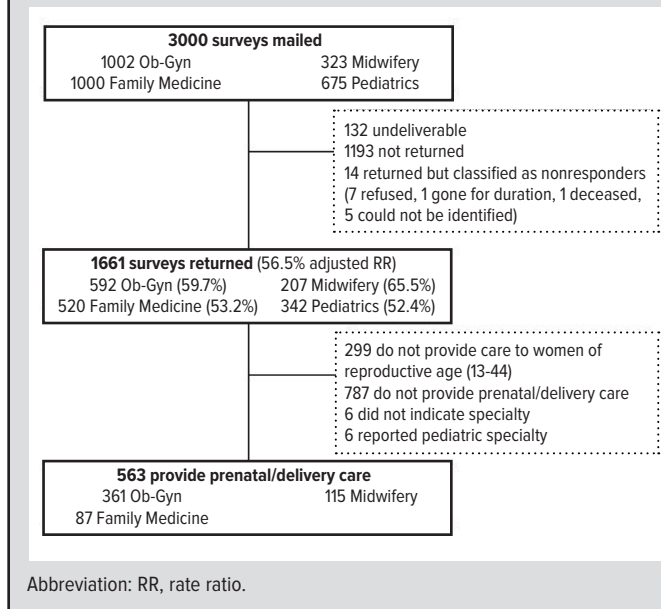 3000 surveys mailed
1002 Ob-Gyn 323 Midwifery
1000 Family Medicine 675 Pediatrics
132 undeliverable
1193 not returned
14 returned but classified as nonresponders
(7 refused, 1 gone for duration, 1 deceased,
5 could not be identified)
1661 surveys returned (56.5% adjusted RR)
592 Ob-Gyn (59.7%) 207 Midwifery (65.5%)
520 Family Medicine (53.2%) 342 Pediatrics (52.4%)
299 do not provide care to women of
reproductive age (13-44)
787 do not provide prenatal/delivery care
6 did not indicate specialty
6 reported pediatric specialty
563 provide prenatal/delivery care
361 Ob-Gyn 115 Midwifery
87 Family Medicine
Abbreviation: RR, rate ratio.